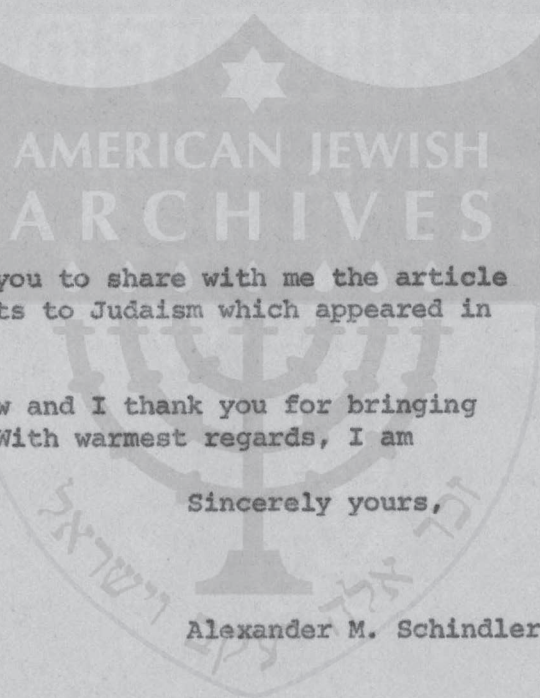 AMERICAN JEWISH
ARCHIVES
you to share with me the article
ts to Judaism which appeared in
w and I thank you for bringing
With warmest regards, I am
Sincerely yours,
Alexander M. Schindler